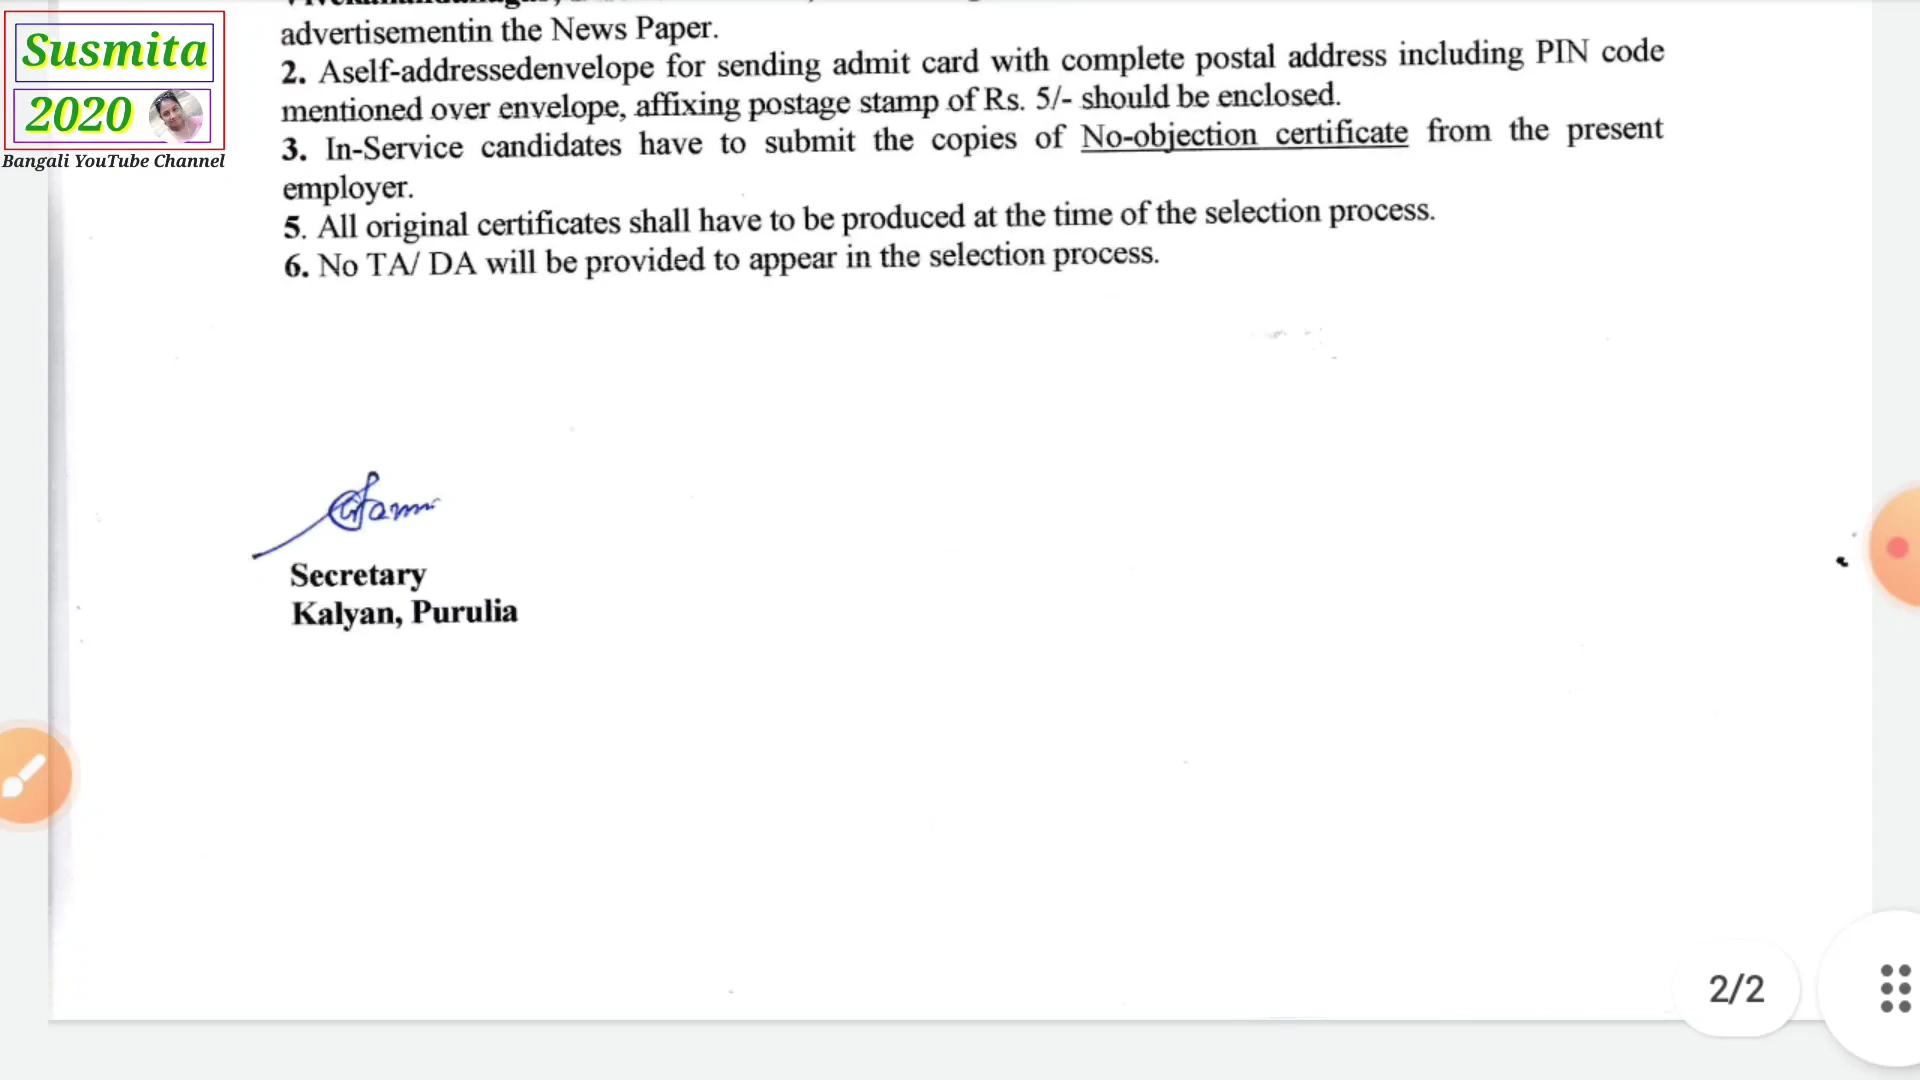 Susmita
2020
Bangali YouTube Channel
advertisementin the News Paper.
2. Aself-addressedenvelope for sending admit card with complete postal address including PIN code
mentioned over envelope, affixing postage stamp of Rs. 5/- should be enclosed.
3. In-Service candidates have to submit the copies of No-objection certificate from the present
employer.
5. All original certificates shall have to be produced at the time of the selection process.
6. No TA/ DA will be provided to appear in the selection process.
Secretary
Kalyan, Purulia
2/2